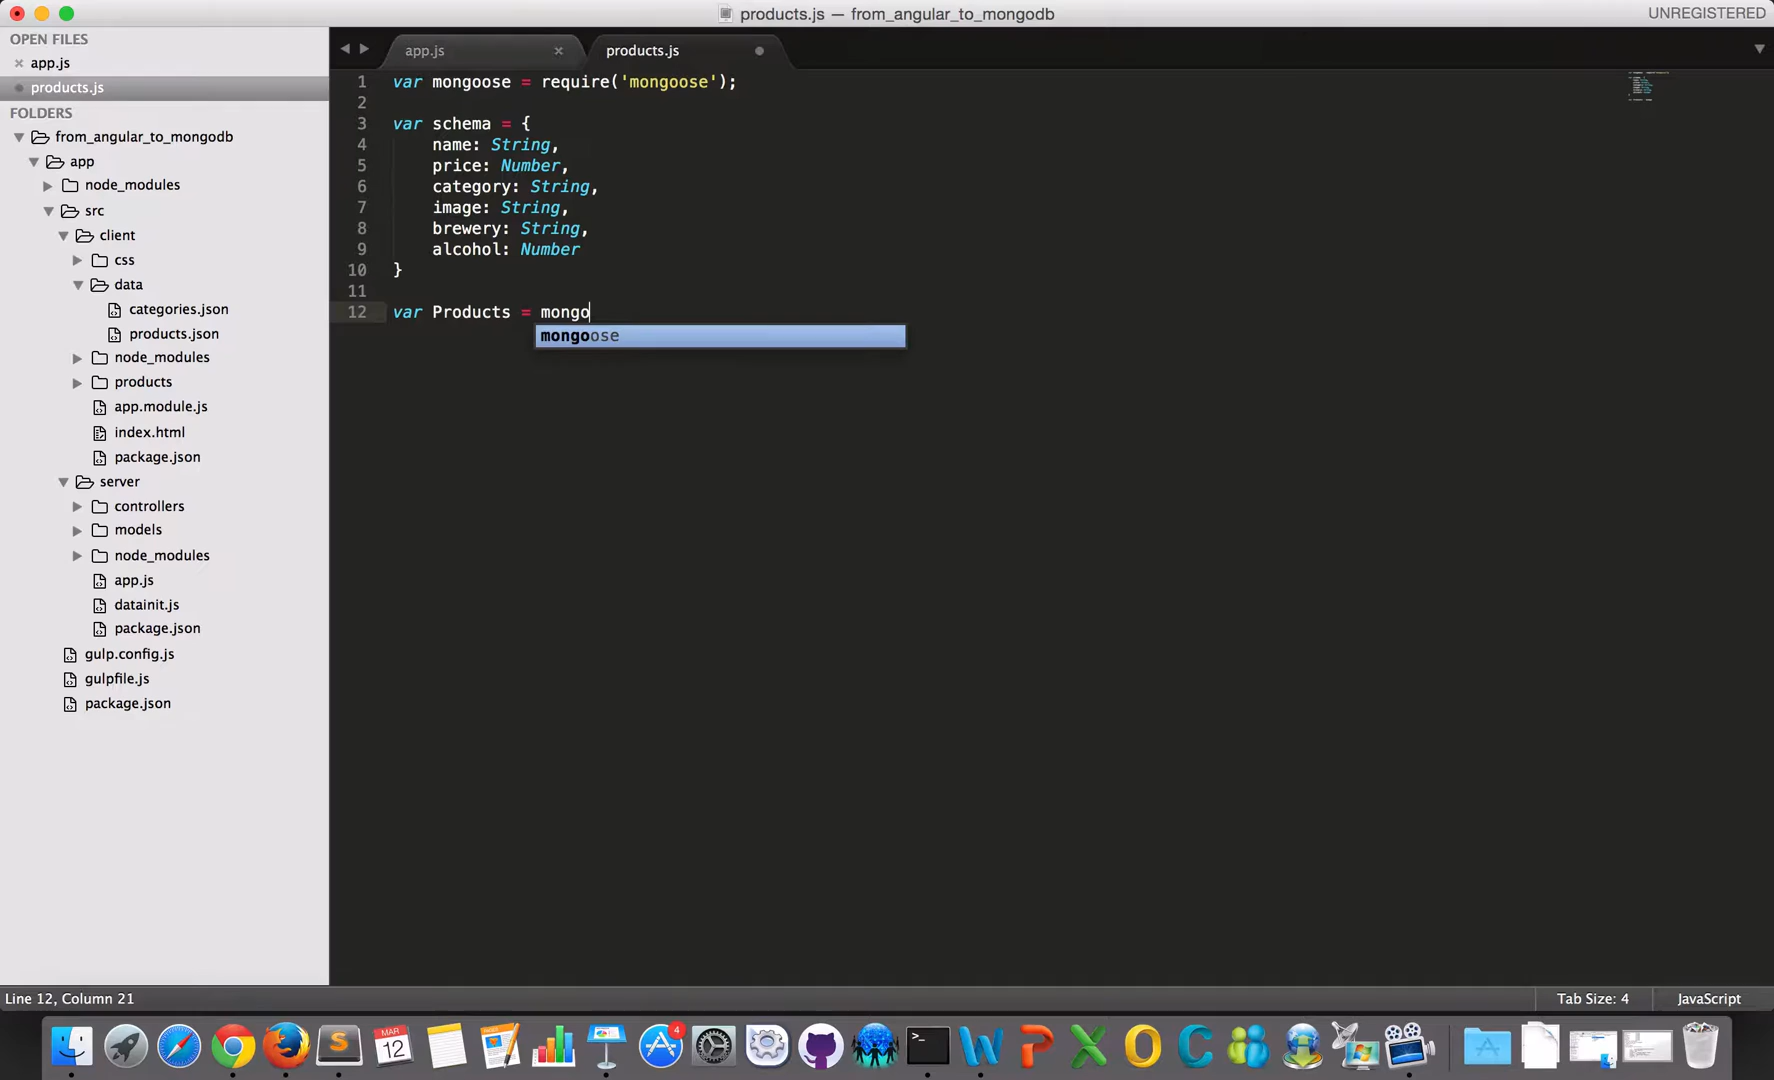 products.js — from_angular_to_mongodb
UNREGISTERED
OPEN FILES
app.js
products.js
FOLDERS
from_angular_to_mongodb
app
node_modules
src
client
css
data
categories.json
products.json
node_modules
products
app.module.js
index.html
package.json
server
controllers
models
node_modules
app.js
datainit.js
package.json
gulp.config.js
gulpfile.js
package.json
app.js
products.js
1 var mongoose = require('mongoose');
2
3 var schema = {
4 name: String,
5 price: Number,
6 category: String,
7 image: String,
8 brewery: String,
9 alcohol: Number
10 }
11
12 var Products = mongo
mongoose
Line 12, Column 21
Tab Size: 4
JavaScript
MAR
12
4